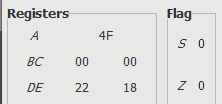 Registers Flag
A 4F S 0
BC 00 00
DE 22 18 Z 0